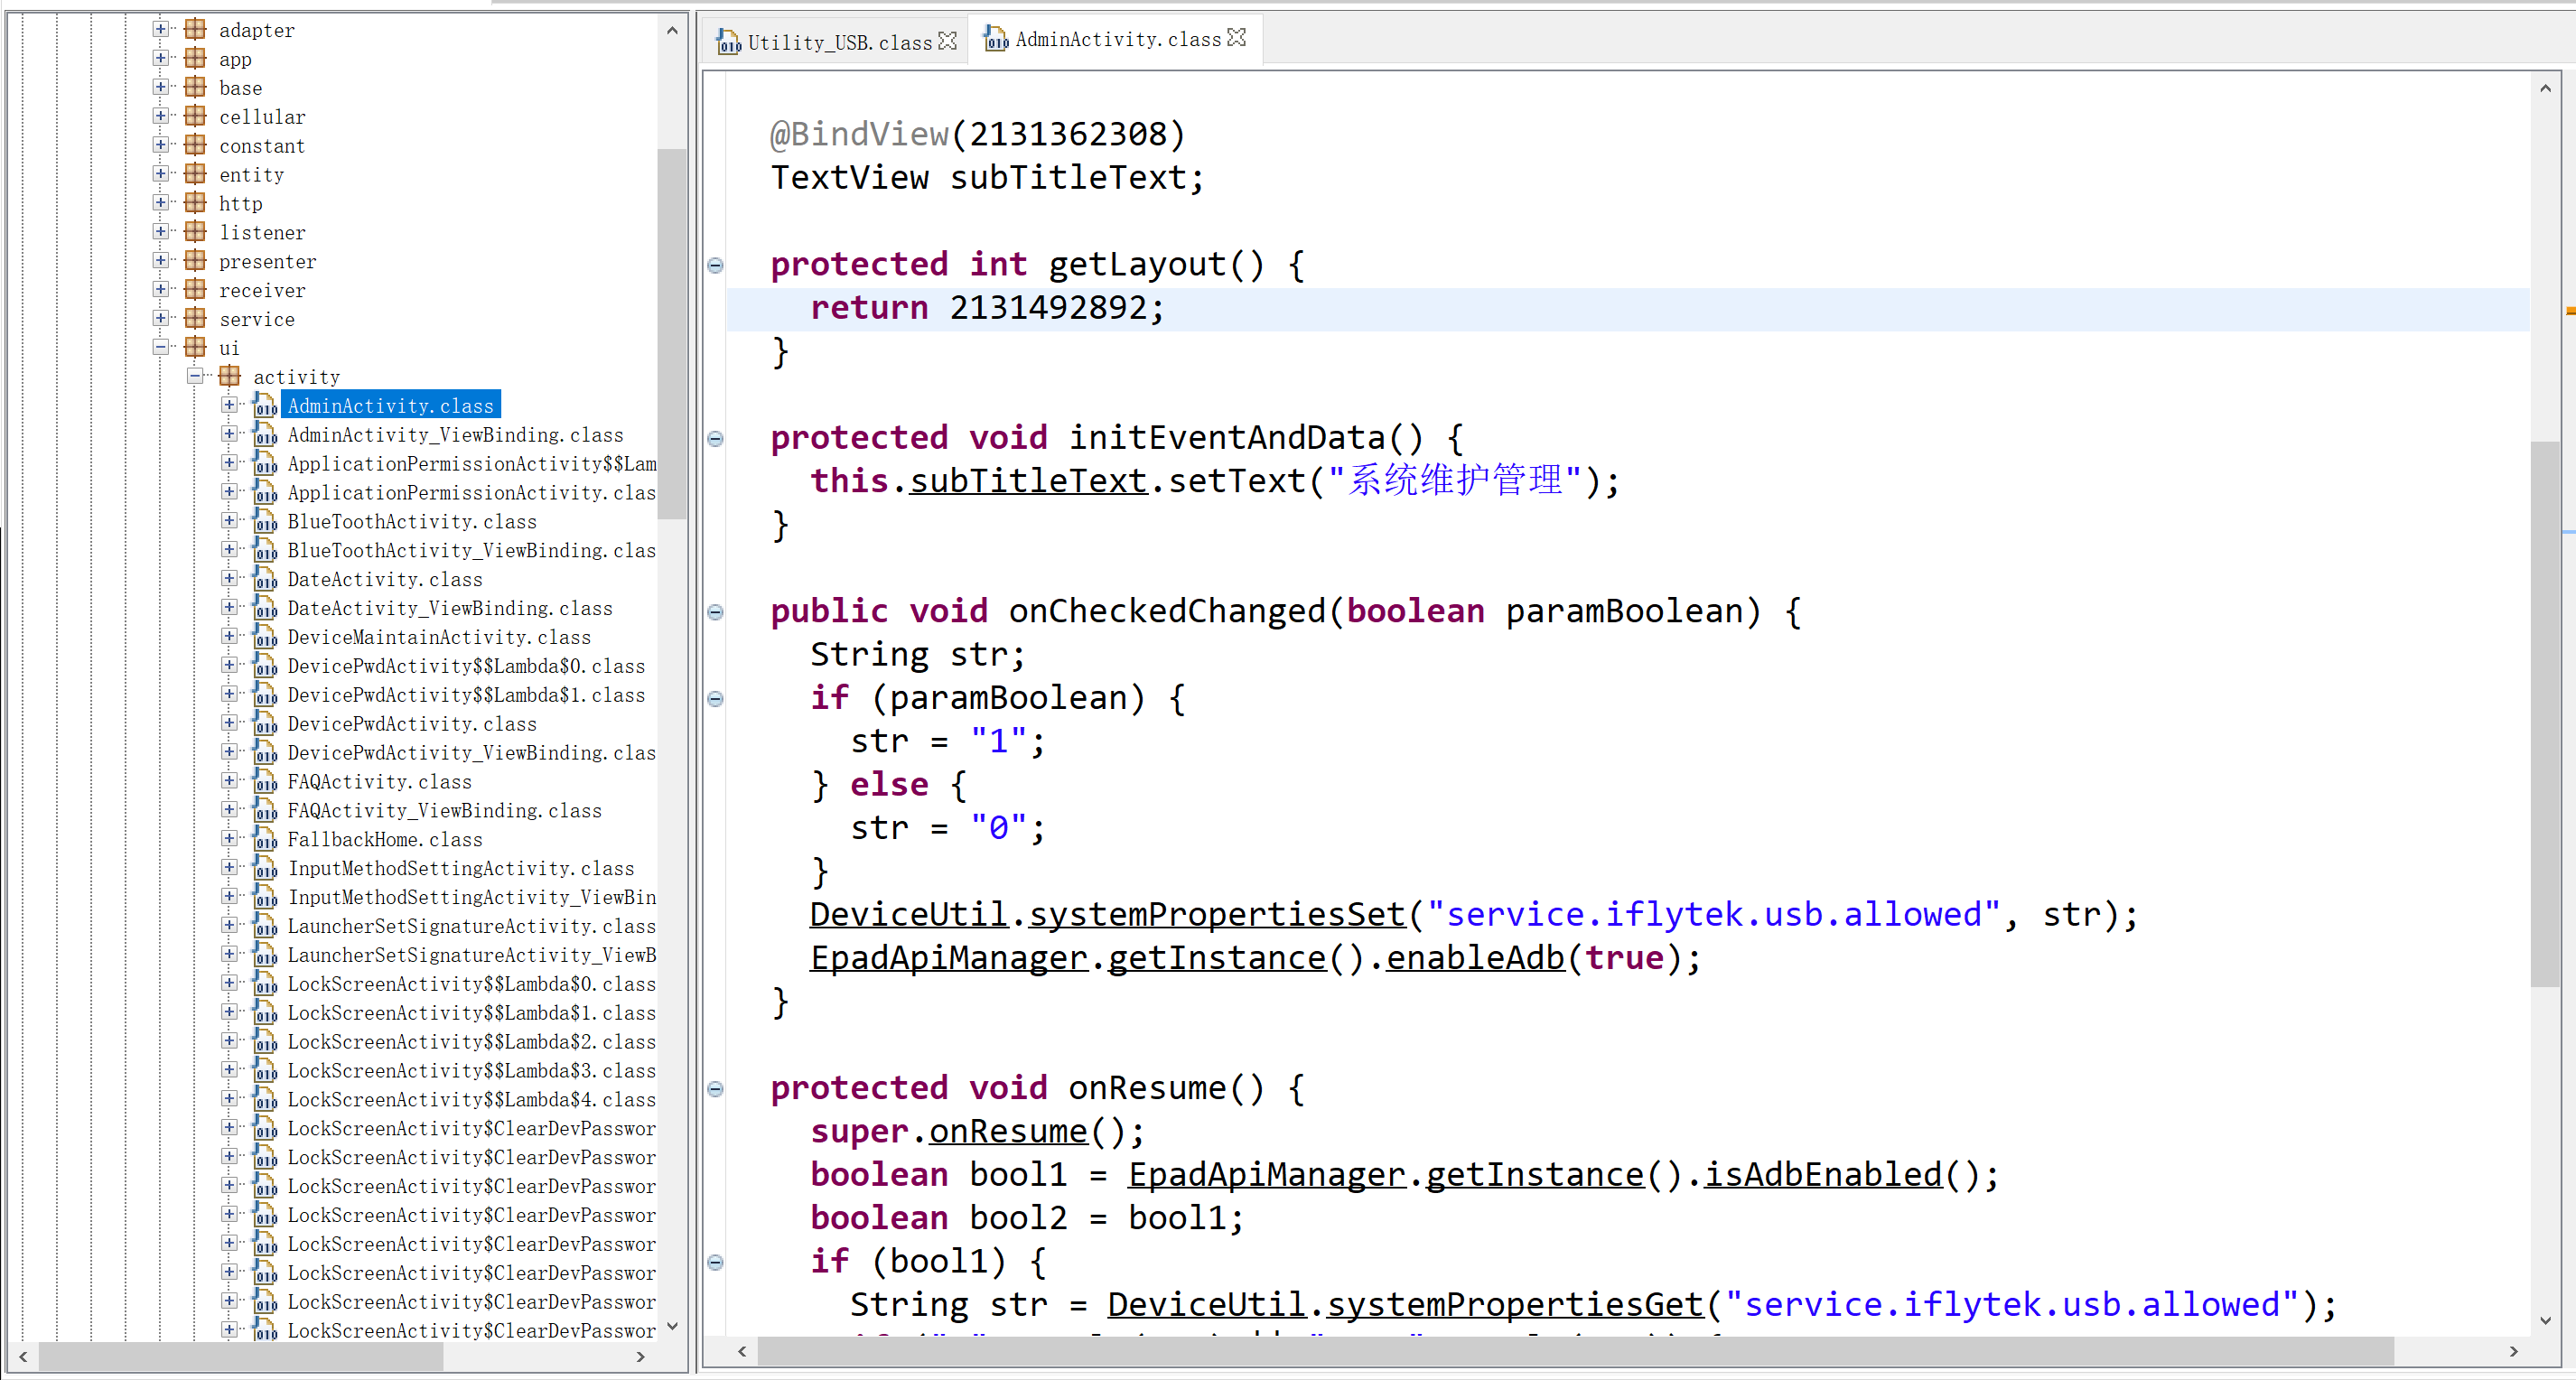 adapter
app
base
cellular
constant
entity
http
listener
presenter
receiver
service
ui
activity
AdminActivity.class
AdminActivity_ViewBinding.class
ApplicationPermissionActivity$$Lam
ApplicationPermissionActivity.clas
BlueToothActivity.class
BlueToothActivity_ViewBinding.clas
DateActivity.class
DateActivity_ViewBinding.class
DeviceMaintainActivity.class
DevicePwdActivity$$Lambda$0.class
DevicePwdActivity$$Lambda$1.class
DevicePwdActivity.class
DevicePwdActivity_ViewBinding.clas
FAQActivity.class
FAQActivity_ViewBinding.class
FallbackHome.class
InputMethodSettingActivity.class
InputMethodSettingActivity_ViewBin
LauncherSetSignatureActivity.class
LauncherSetSignatureActivity_ViewB
LockScreenActivity$$Lambda$0.class
LockScreenActivity$$Lambda$1.class
LockScreenActivity$$Lambda$2.class
LockScreenActivity$$Lambda$3.class
LockScreenActivity$$Lambda$4.class
LockScreenActivity$ClearDevPasswor
LockScreenActivity$ClearDevPasswor
LockScreenActivity$ClearDevPasswor
LockScreenActivity$ClearDevPasswor
LockScreenActivity$ClearDevPasswor
LockScreenActivity$ClearDevPasswor
LockScreenActivity$ClearDevPasswor
LockScreenActivity$ClearDevPasswor
Utility_USB.class AdminActivity.class
@BindView(2131362308)
TextView subTitleText;
protected int getLayout() {
return 2131492892;
}
protected void initEventAndData() {
this.subTitleText.setText("系统维护管理");
}
public void onCheckedChanged(boolean paramBoolean) {
String str;
if (paramBoolean) {
str = "1";
} else {
str = "0";
}
DeviceUtil.systemPropertiesSet("service.iflytek.usb.allowed", str);
EpadApiManager.getInstance().enableAdb(true);
}
protected void onResume() {
super.onResume();
boolean bool1 = EpadApiManager.getInstance().isAdbEnabled();
boolean bool2 = bool1;
if (bool1) {
String str = DeviceUtil.systemPropertiesGet("service.iflytek.usb.allowed");